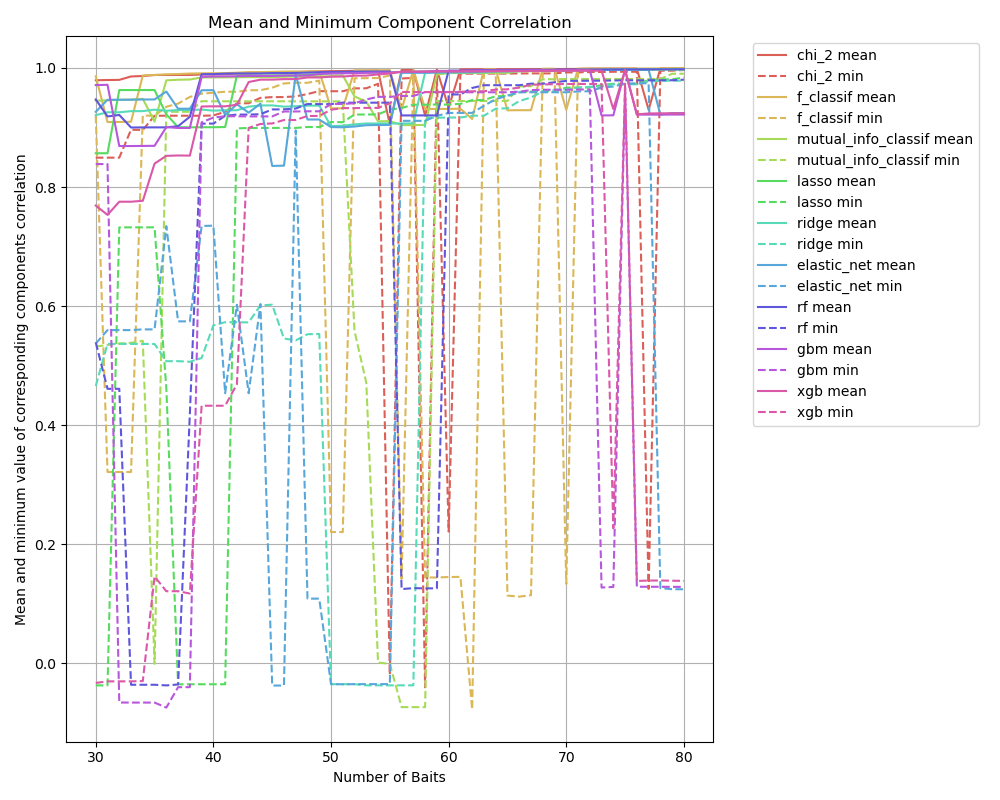 Mean and Minimum Component Correlation
Mean and minimum value of corresponding components correlation
1.0
0.8
0.6
0.4
0.2
0.0
30
40
50
60
70
80
Number of Baits
chi_2 mean
chi_2 min
f_classif mean
f_classif min
mutual_info_classif mean
mutual_info_classif min
lasso mean
lasso min
ridge mean
ridge min
elastic_net mean
elastic_net min
rf mean
rf min
gbm mean
gbm min
xgb mean
xgb min